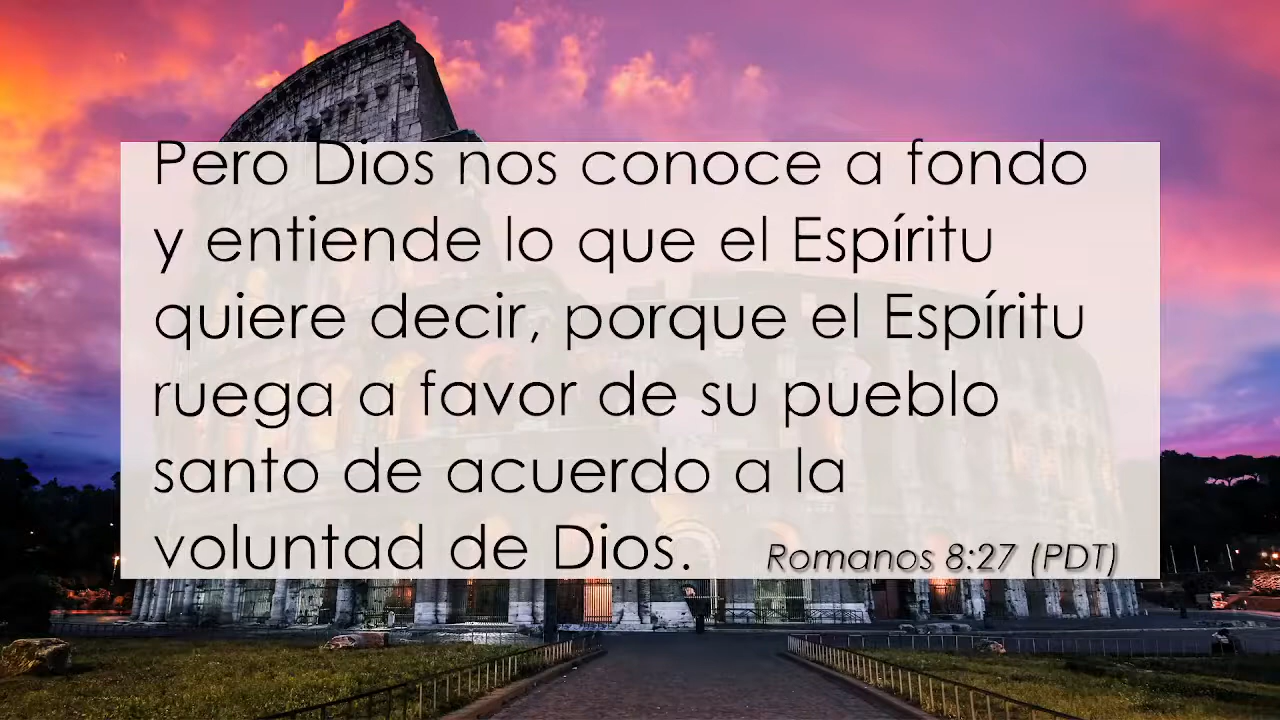 Pero Dios nos conoce a fondo
y entiende lo que el Espíritu
quiere decir, porque el Espíritu
ruega a favor de su pueblo
santo de acuerdo a la
voluntad de Dios.
Romanos 8:27 (PDT)